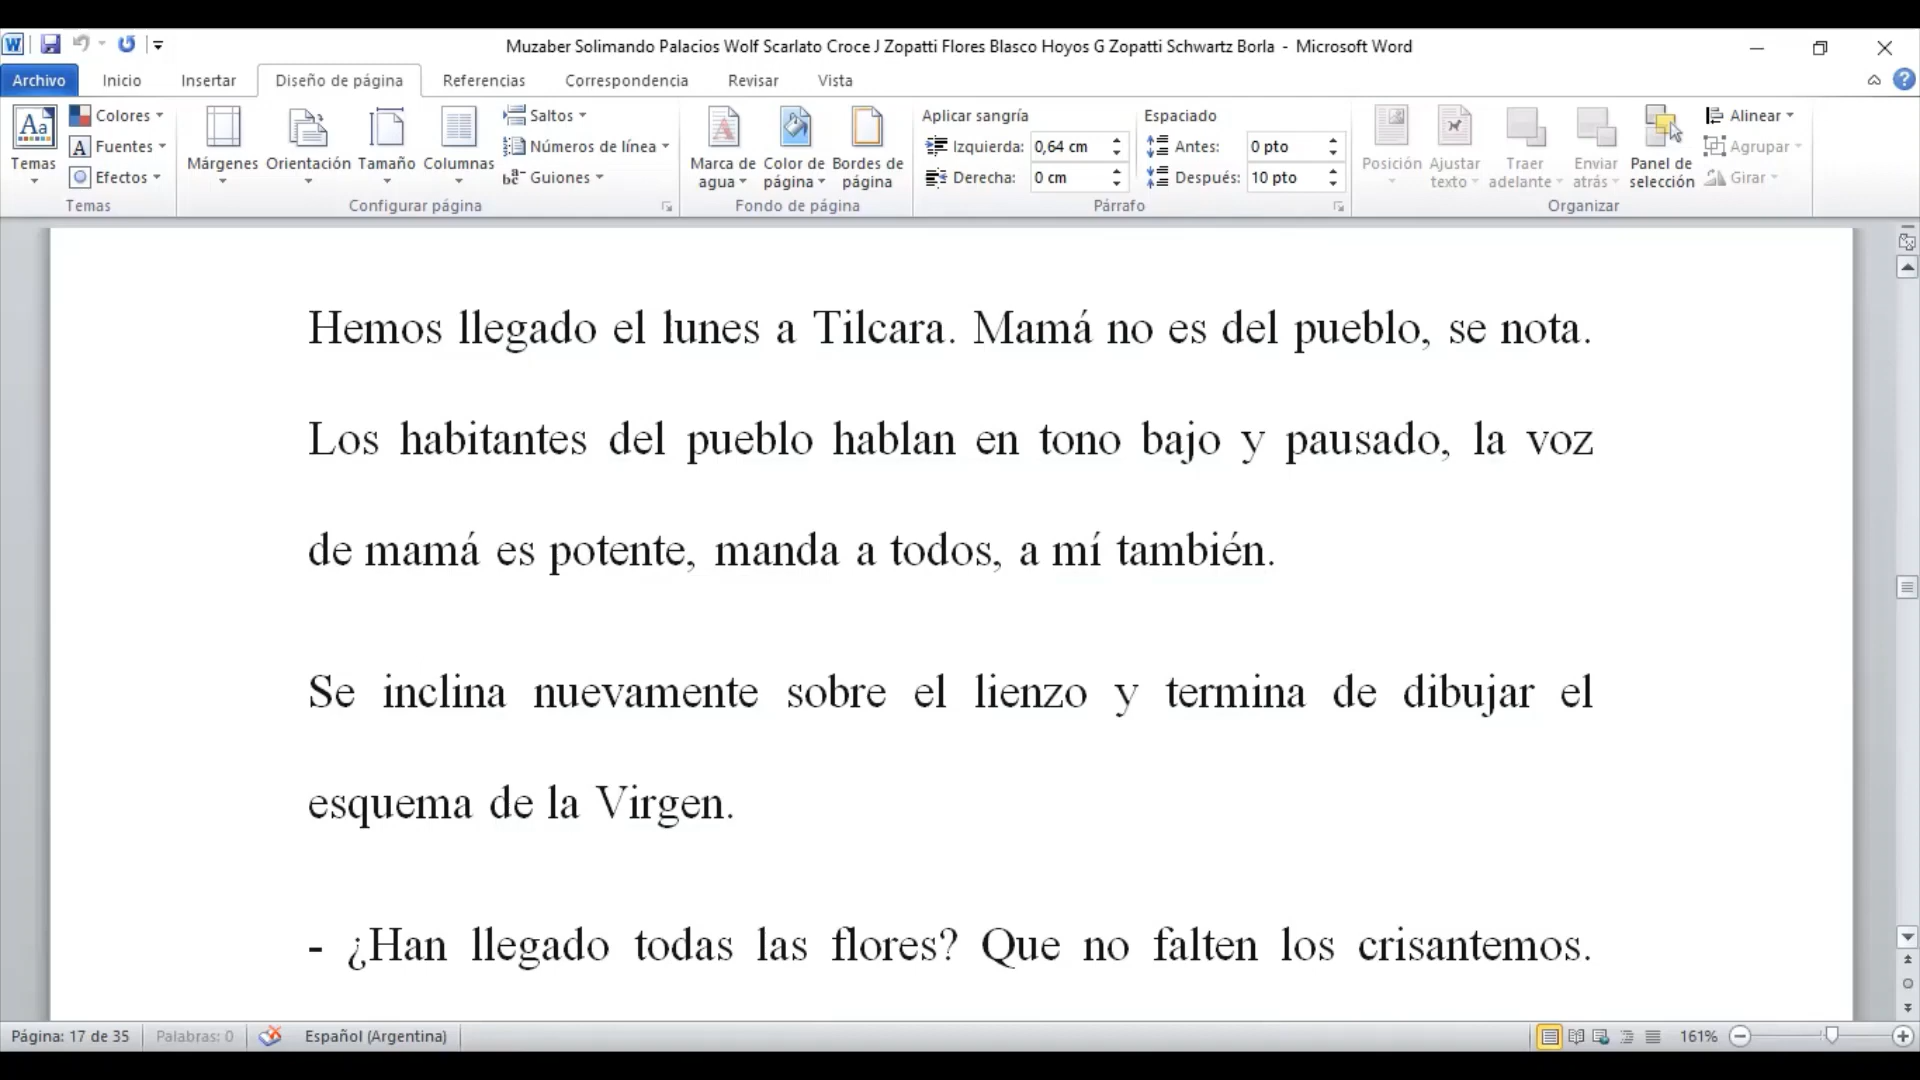 Muzaber Solimando Palacios Wolf Scarlato Croce J Zopatti Flores Blasco Hoyos G Zopatti Schwartz Borla - Microsoft Word
Archivo Inicio Insertar Diseño de página Referencias Correspondencia Revisar Vista
Colores Saltos Aplicar sangría Espaciado Alinear
Fuentes Números de línea Izquierda: 0,64 cm Antes: 0 pto Agrupar
Temas Márgenes Orientación Tamaño Columnas Marca de agua Color de página Bordes de página Posición Ajustar texto Traer adelante Enviar atrás Panel de selección
Efectos Guiones Derecha: 0 cm Después: 10 pto Girar
Temas Configurar página Fondo de página Párrafo Organizar
Hemos llegado el lunes a Tilcara. Mamá no es del pueblo, se nota.
Los habitantes del pueblo hablan en tono bajo y pausado, la voz
de mamá es potente, manda a todos, a mí también.
Se inclina nuevamente sobre el lienzo y termina de dibujar el
esquema de la Virgen.
- ¿Han llegado todas las flores? Que no falten los crisantemos.
Página: 17 de 35 Palabras: 0 Español (Argentina) 161%